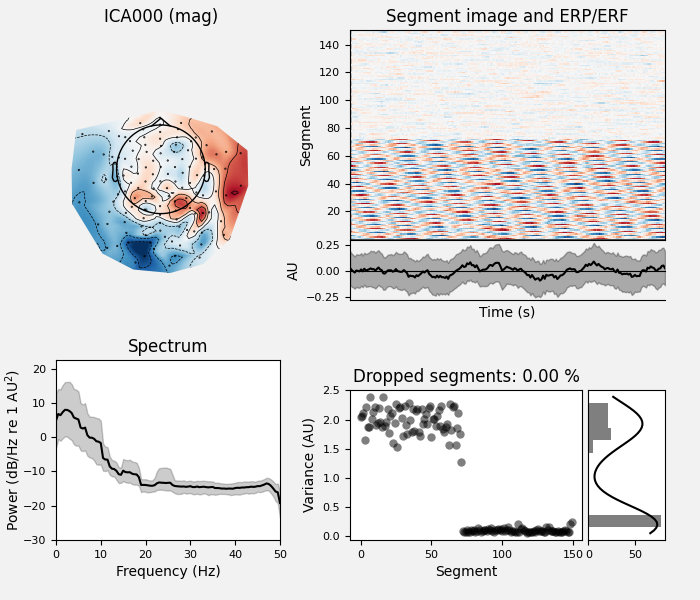 ICA000 (mag)
Segment image and ERP/ERF
Segment
140
120
100
80
60
40
20
AU
0.25
0.00
−0.25
Time (s)
Spectrum
Power (dB/Hz re 1 AU²)
20
10
0
−10
−20
−30
0 10 20 30 40 50
Frequency (Hz)
Dropped segments: 0.00 %
Variance (AU)
2.5
2.0
1.5
1.0
0.5
0.0
0 50 100 150
Segment
0 50